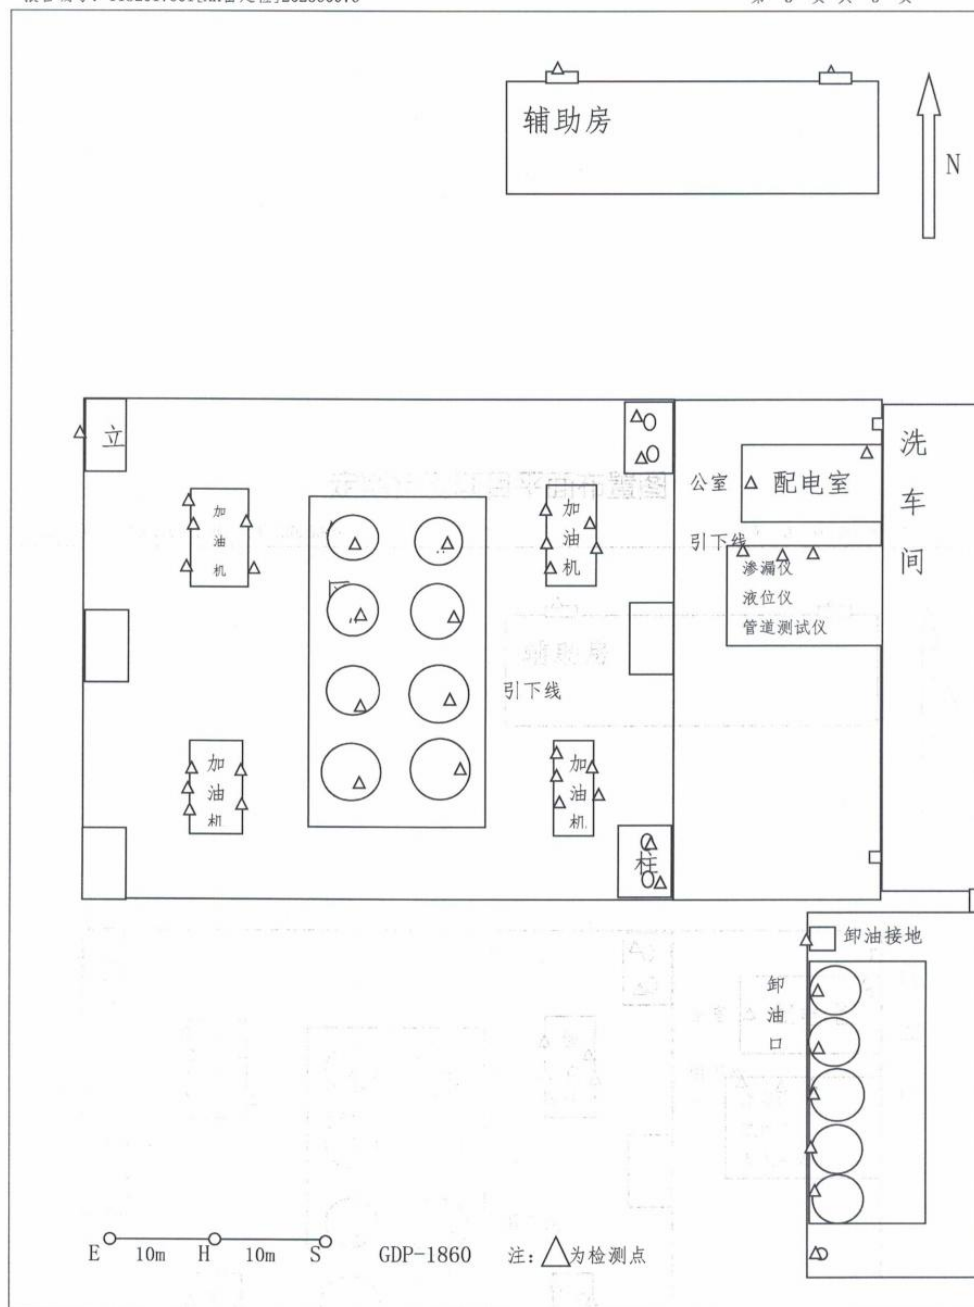 辅助房
N
立
洗车间
公室
配电室
加油机
加油机
引下线
渗漏仪
液位仪
管道测试仪
引下线
加油机
加油机
柱
卸油接地
卸油口
E 10m H 10m S GDP-1860 注：△为检测点